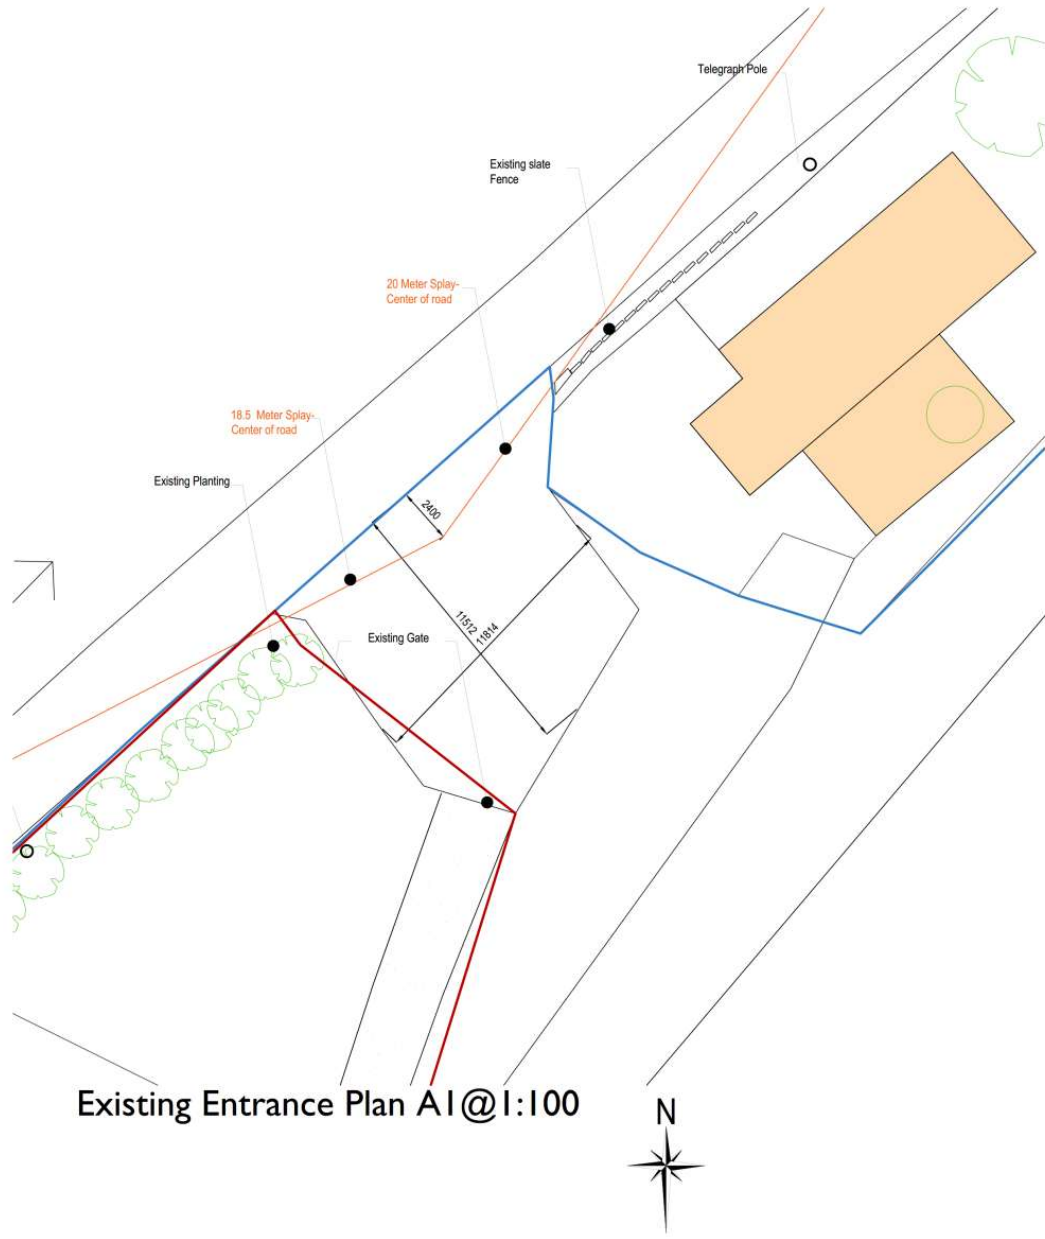 Telegraph Pole
Existing slate
Fence
20 Meter Splay-
Center of road
18.5 Meter Splay-
Center of road
Existing Planting
2400
11512
11814
Existing Gate
Existing Entrance Plan A1@1:100
N